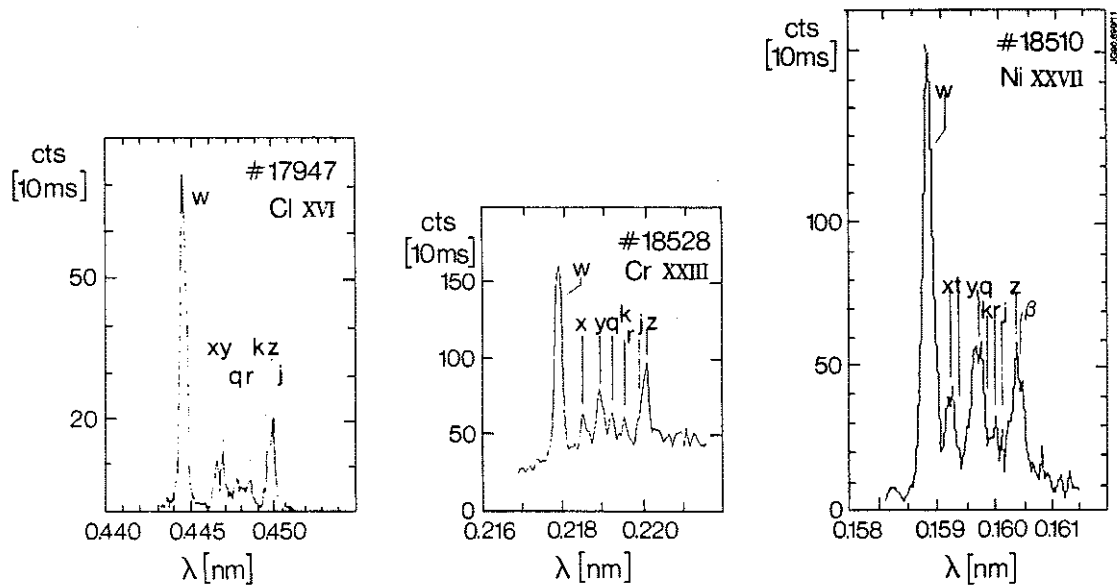 cts
[10ms]
#17947
Cl XVI
w
50
20
xy
kz
qr
j
0.440
0.445
0.450
λ [nm]
cts
[10ms]
#18528
Cr XXIII
w
150
100
50
0
x
yq
k
r
jz
0.216
0.218
0.220
λ [nm]
cts
[10ms]
#18510
Ni XXVII
w
100
50
0
xt
yq
z
krj
β
x
0.158
0.159
0.160
0.161
λ [nm]